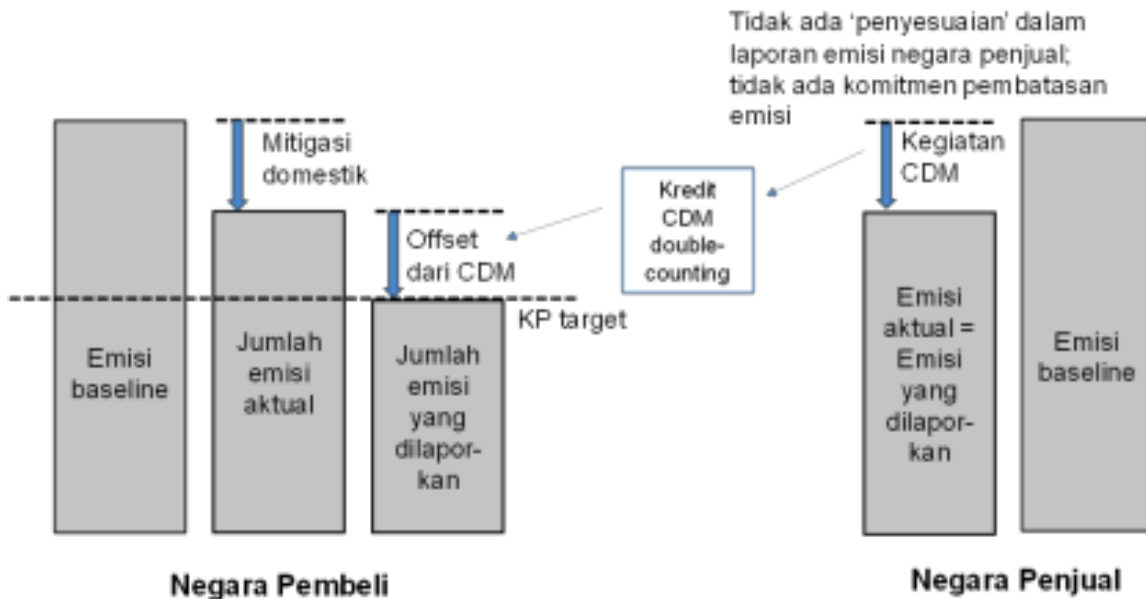 Tidak ada 'penyesuaian' dalam
laporan emisi negara penjual;
tidak ada komitmen pembatasan
emisi
Mitigasi
domestik
Offset
dari CDM
Kredit
CDM
double-
counting
Kegiatan
CDM
KP target
Emisi
baseline
Jumlah
emisi
aktual
Jumlah
emisi
yang
dilapor-
kan
Emisi
aktual =
Emisi
yang
dilapor-
kan
Emisi
baseline
Negara Pembeli
Negara Penjual